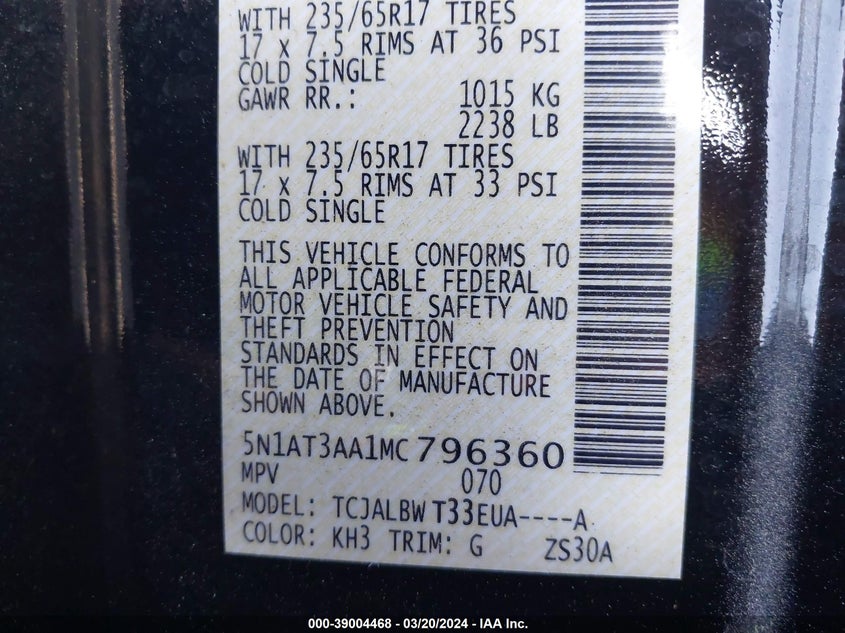 WITH 235/65R17 TIRES
17 x 7.5 RIMS AT 36 PSI
COLD SINGLE
GAWR RR.: 1015 KG
2238 LB
WITH 235/65R17 TIRES
17 x 7.5 RIMS AT 33 PSI
COLD SINGLE
THIS VEHICLE CONFORMS TO
ALL APPLICABLE FEDERAL
MOTOR VEHICLE SAFETY AND
THEFT PREVENTION
STANDARDS IN EFFECT ON
THE DATE OF MANUFACTURE
SHOWN ABOVE.
5N1AT3AA1MC796360
MPV 070
MODEL: TCJALBW T33EUA----A
COLOR: KH3 TRIM: G ZS30A
000-39004468 - 03/20/2024 - IAA Inc.